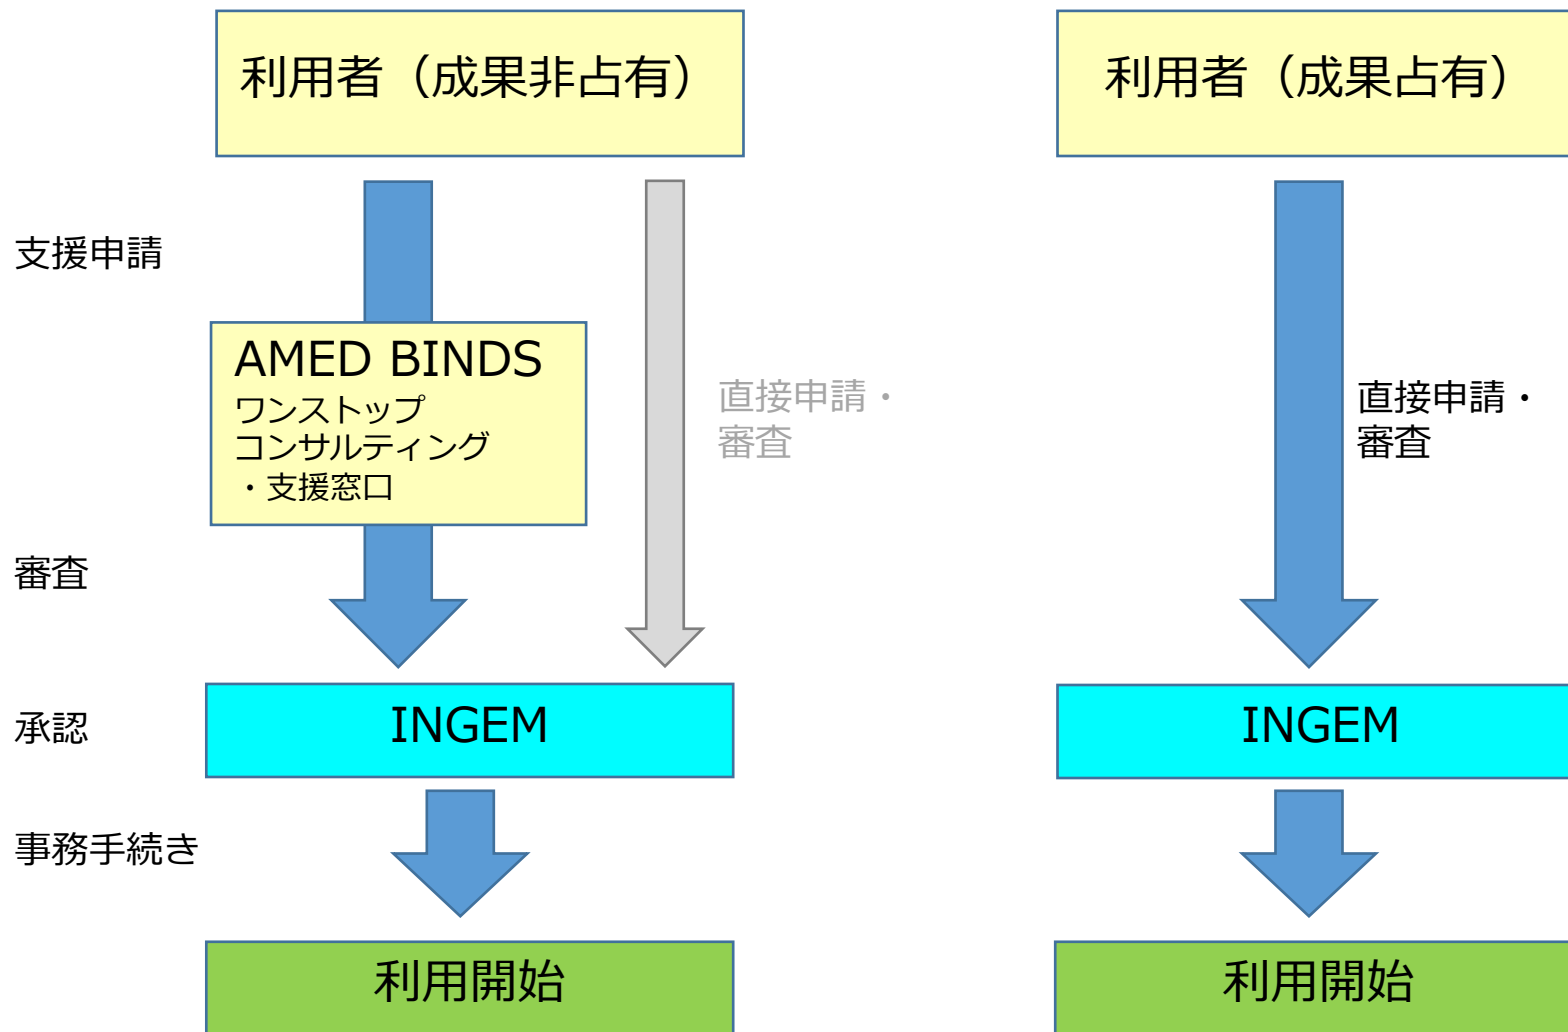 利用者（成果非占有）
利用者（成果占有）
支援申請
AMED BINDS
ワンストップ
コンサルティング
・支援窓口
直接申請・
審査
直接申請・
審査
審査
承認
INGEM
INGEM
事務手続き
利用開始
利用開始